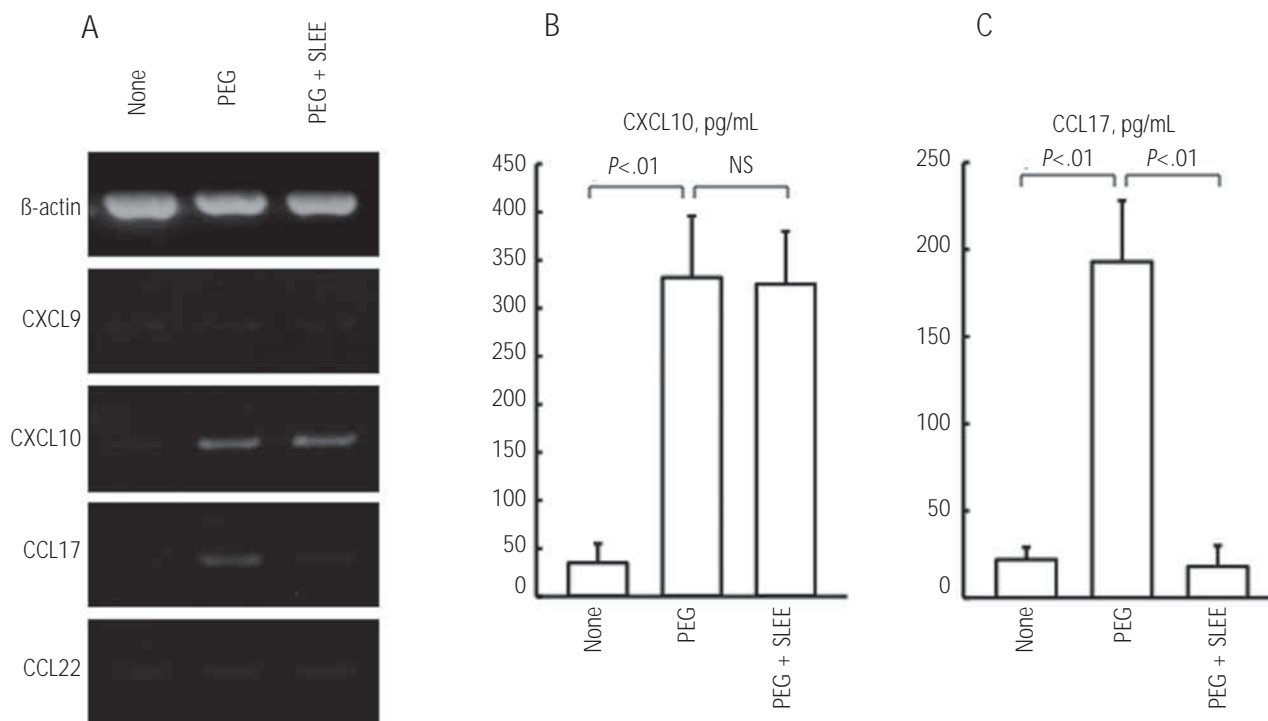 A
None
PEG
PEG + SLEE
ß-actin
CXCL9
CXCL10
CCL17
CCL22
B
CXCL10, pg/mL
P<.01
NS
450
400
350
300
250
200
150
100
50
0
None
PEG
PEG + SLEE
C
CCL17, pg/mL
P<.01
P<.01
250
200
150
100
50
0
None
PEG
PEG + SLEE